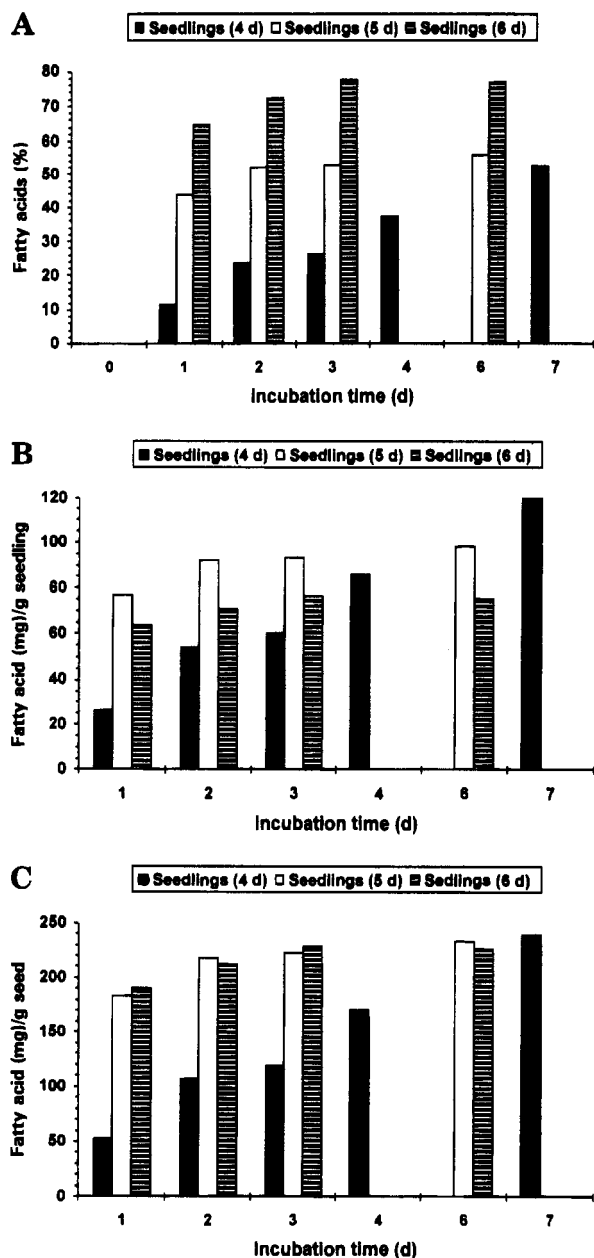 A
Seedlings (4 d) Seedlings (5 d) Sedlings (6 d)
80
70
60
50
40
30
20
10
0
Fatty acids (%)
0 1 2 3 4 6 7
Incubation time (d)
B
Seedlings (4 d) Seedlings (5 d) Sedlings (6 d)
120
100
80
60
40
20
0
Fatty acid (mg)/g seedling
1 2 3 4 6 7
Incubation time (d)
C
Seedlings (4 d) Seedlings (5 d) Sedlings (6 d)
250
200
150
100
50
0
Fatty acid (mg)/g seed
1 2 3 4 6 7
Incubation time (d)